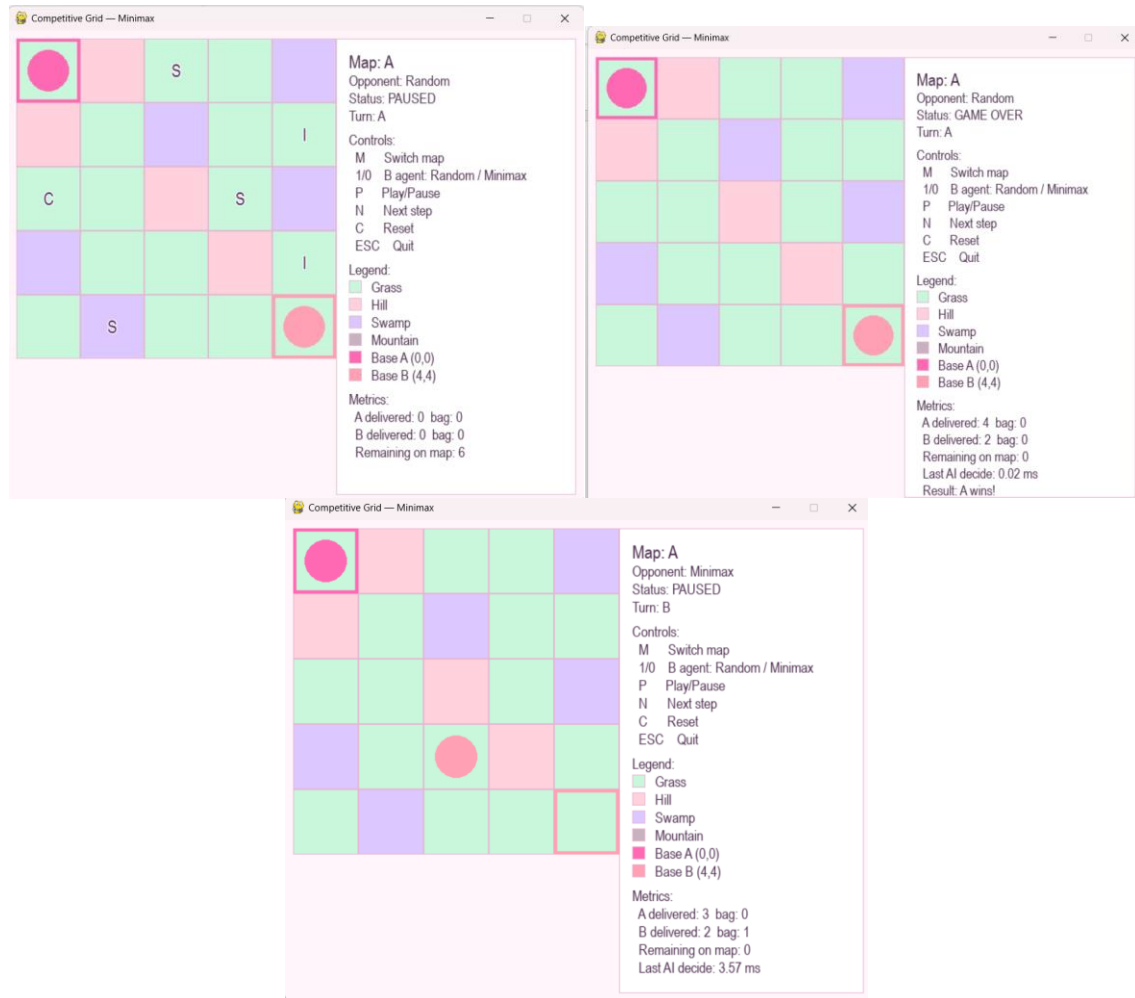 Competitive Grid — Minimax
S
I
C
S
I
S
Map: A
Opponent: Random
Status: PAUSED
Turn: A
Controls:
M Switch map
1/0 B agent: Random / Minimax
P Play/Pause
N Next step
C Reset
ESC Quit
Legend:
Grass
Hill
Swamp
Mountain
Base A (0,0)
Base B (4,4)
Metrics:
A delivered: 0 bag: 0
B delivered: 0 bag: 0
Remaining on map: 6
Competitive Grid — Minimax
Map: A
Opponent: Random
Status: GAME OVER
Turn: A
Controls:
M Switch map
1/0 B agent: Random / Minimax
P Play/Pause
N Next step
C Reset
ESC Quit
Legend:
Grass
Hill
Swamp
Mountain
Base A (0,0)
Base B (4,4)
Metrics:
A delivered: 4 bag: 0
B delivered: 2 bag: 0
Remaining on map: 0
Last AI decide: 0.02 ms
Result: A wins!
Competitive Grid — Minimax
Map: A
Opponent: Minimax
Status: PAUSED
Turn: B
Controls:
M Switch map
1/0 B agent: Random / Minimax
P Play/Pause
N Next step
C Reset
ESC Quit
Legend:
Grass
Hill
Swamp
Mountain
Base A (0,0)
Base B (4,4)
Metrics:
A delivered: 3 bag: 0
B delivered: 2 bag: 1
Remaining on map: 0
Last AI decide: 3.57 ms